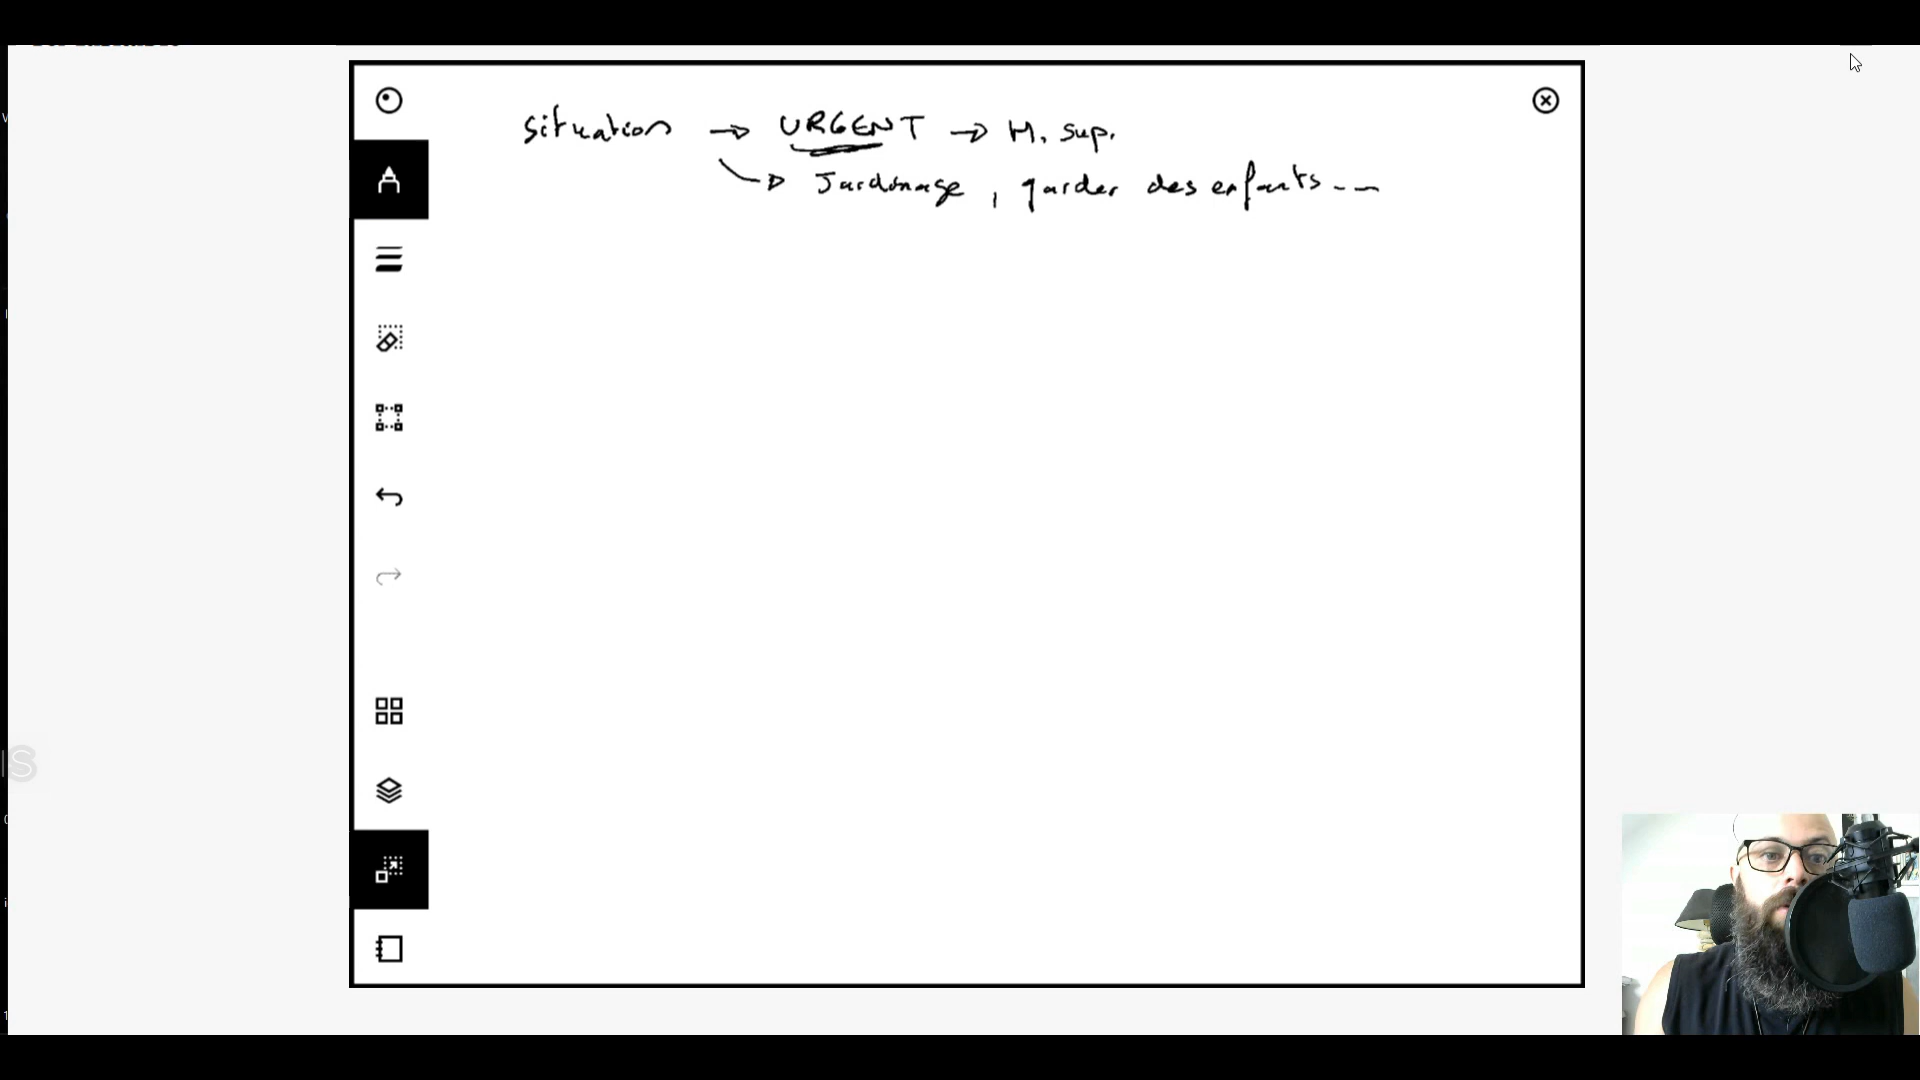 situation → URGENT → H. sup.
→ Jardinage, garder des enfants ---